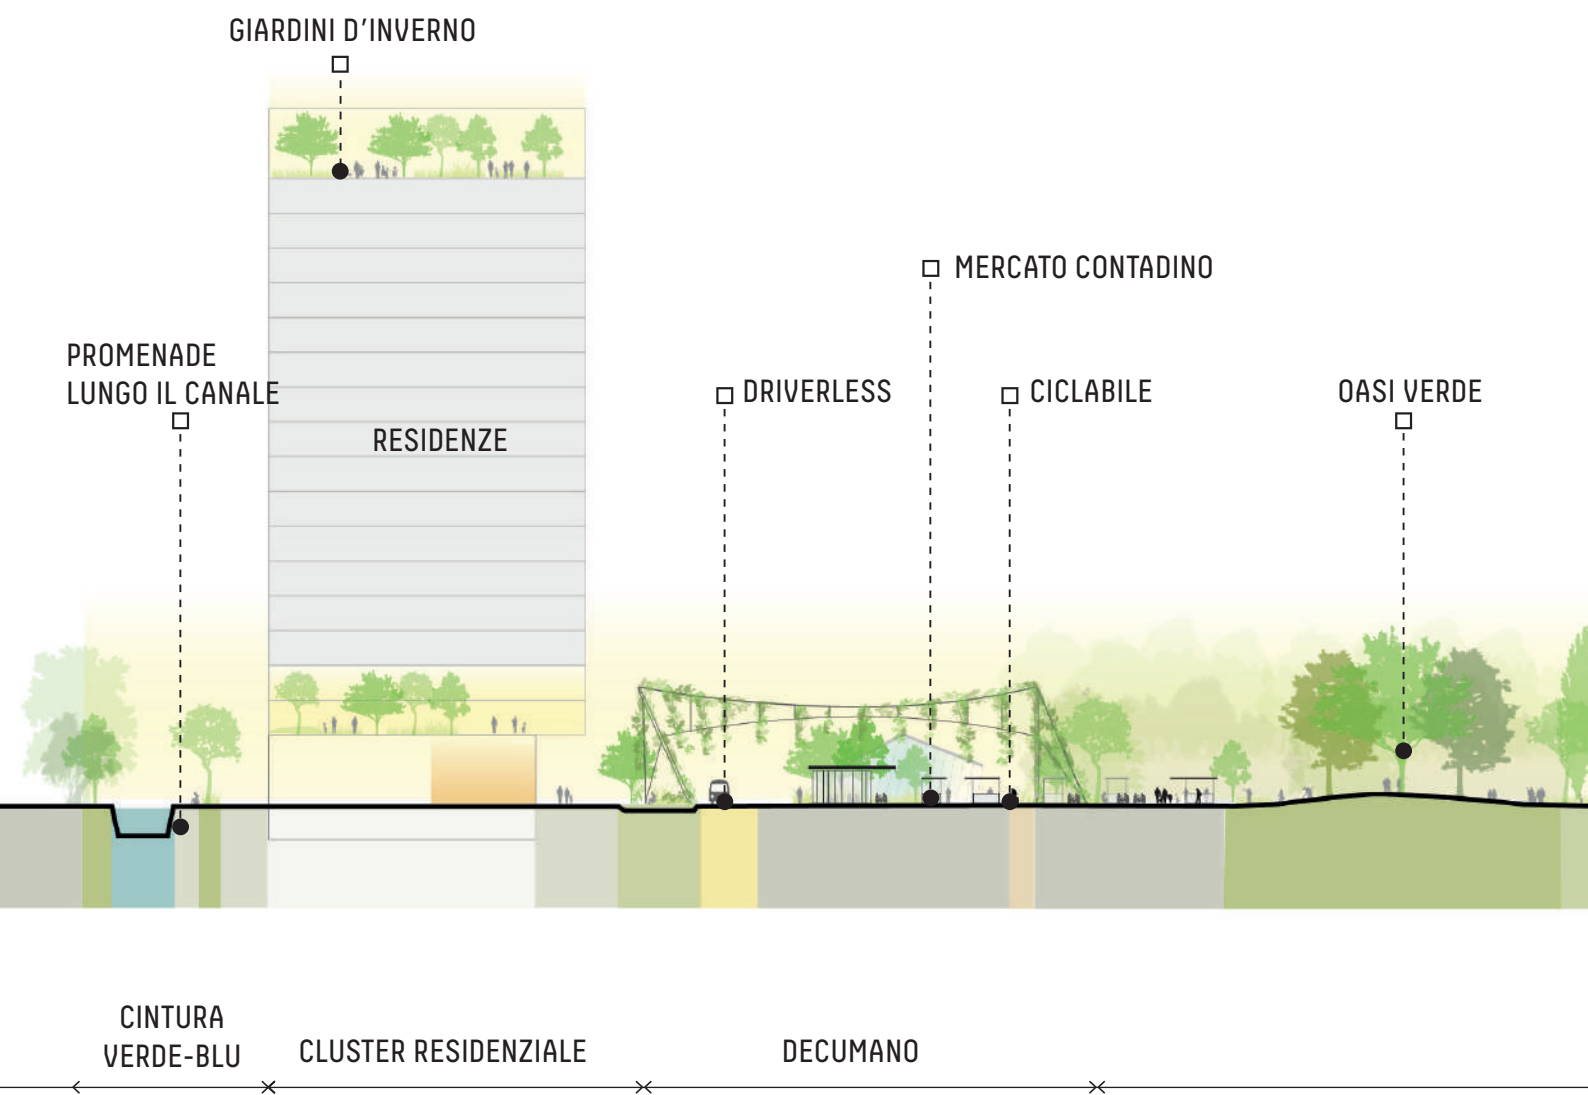 GIARDINI D'INVERNO
MERCATO CONTADINO
PROMENADE
LUNGO IL CANALE
DRIVERLESS
CICLABILE
OASI VERDE
RESIDENZE
CINTURA
VERDE-BLU
CLUSTER RESIDENZIALE
DECUMANO